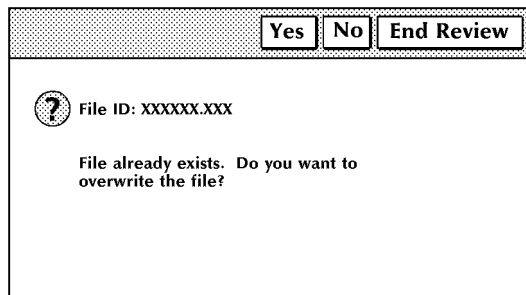 Yes No End Review
? File ID: XXXXXX.XXX
File already exists. Do you want to
overwrite the file?